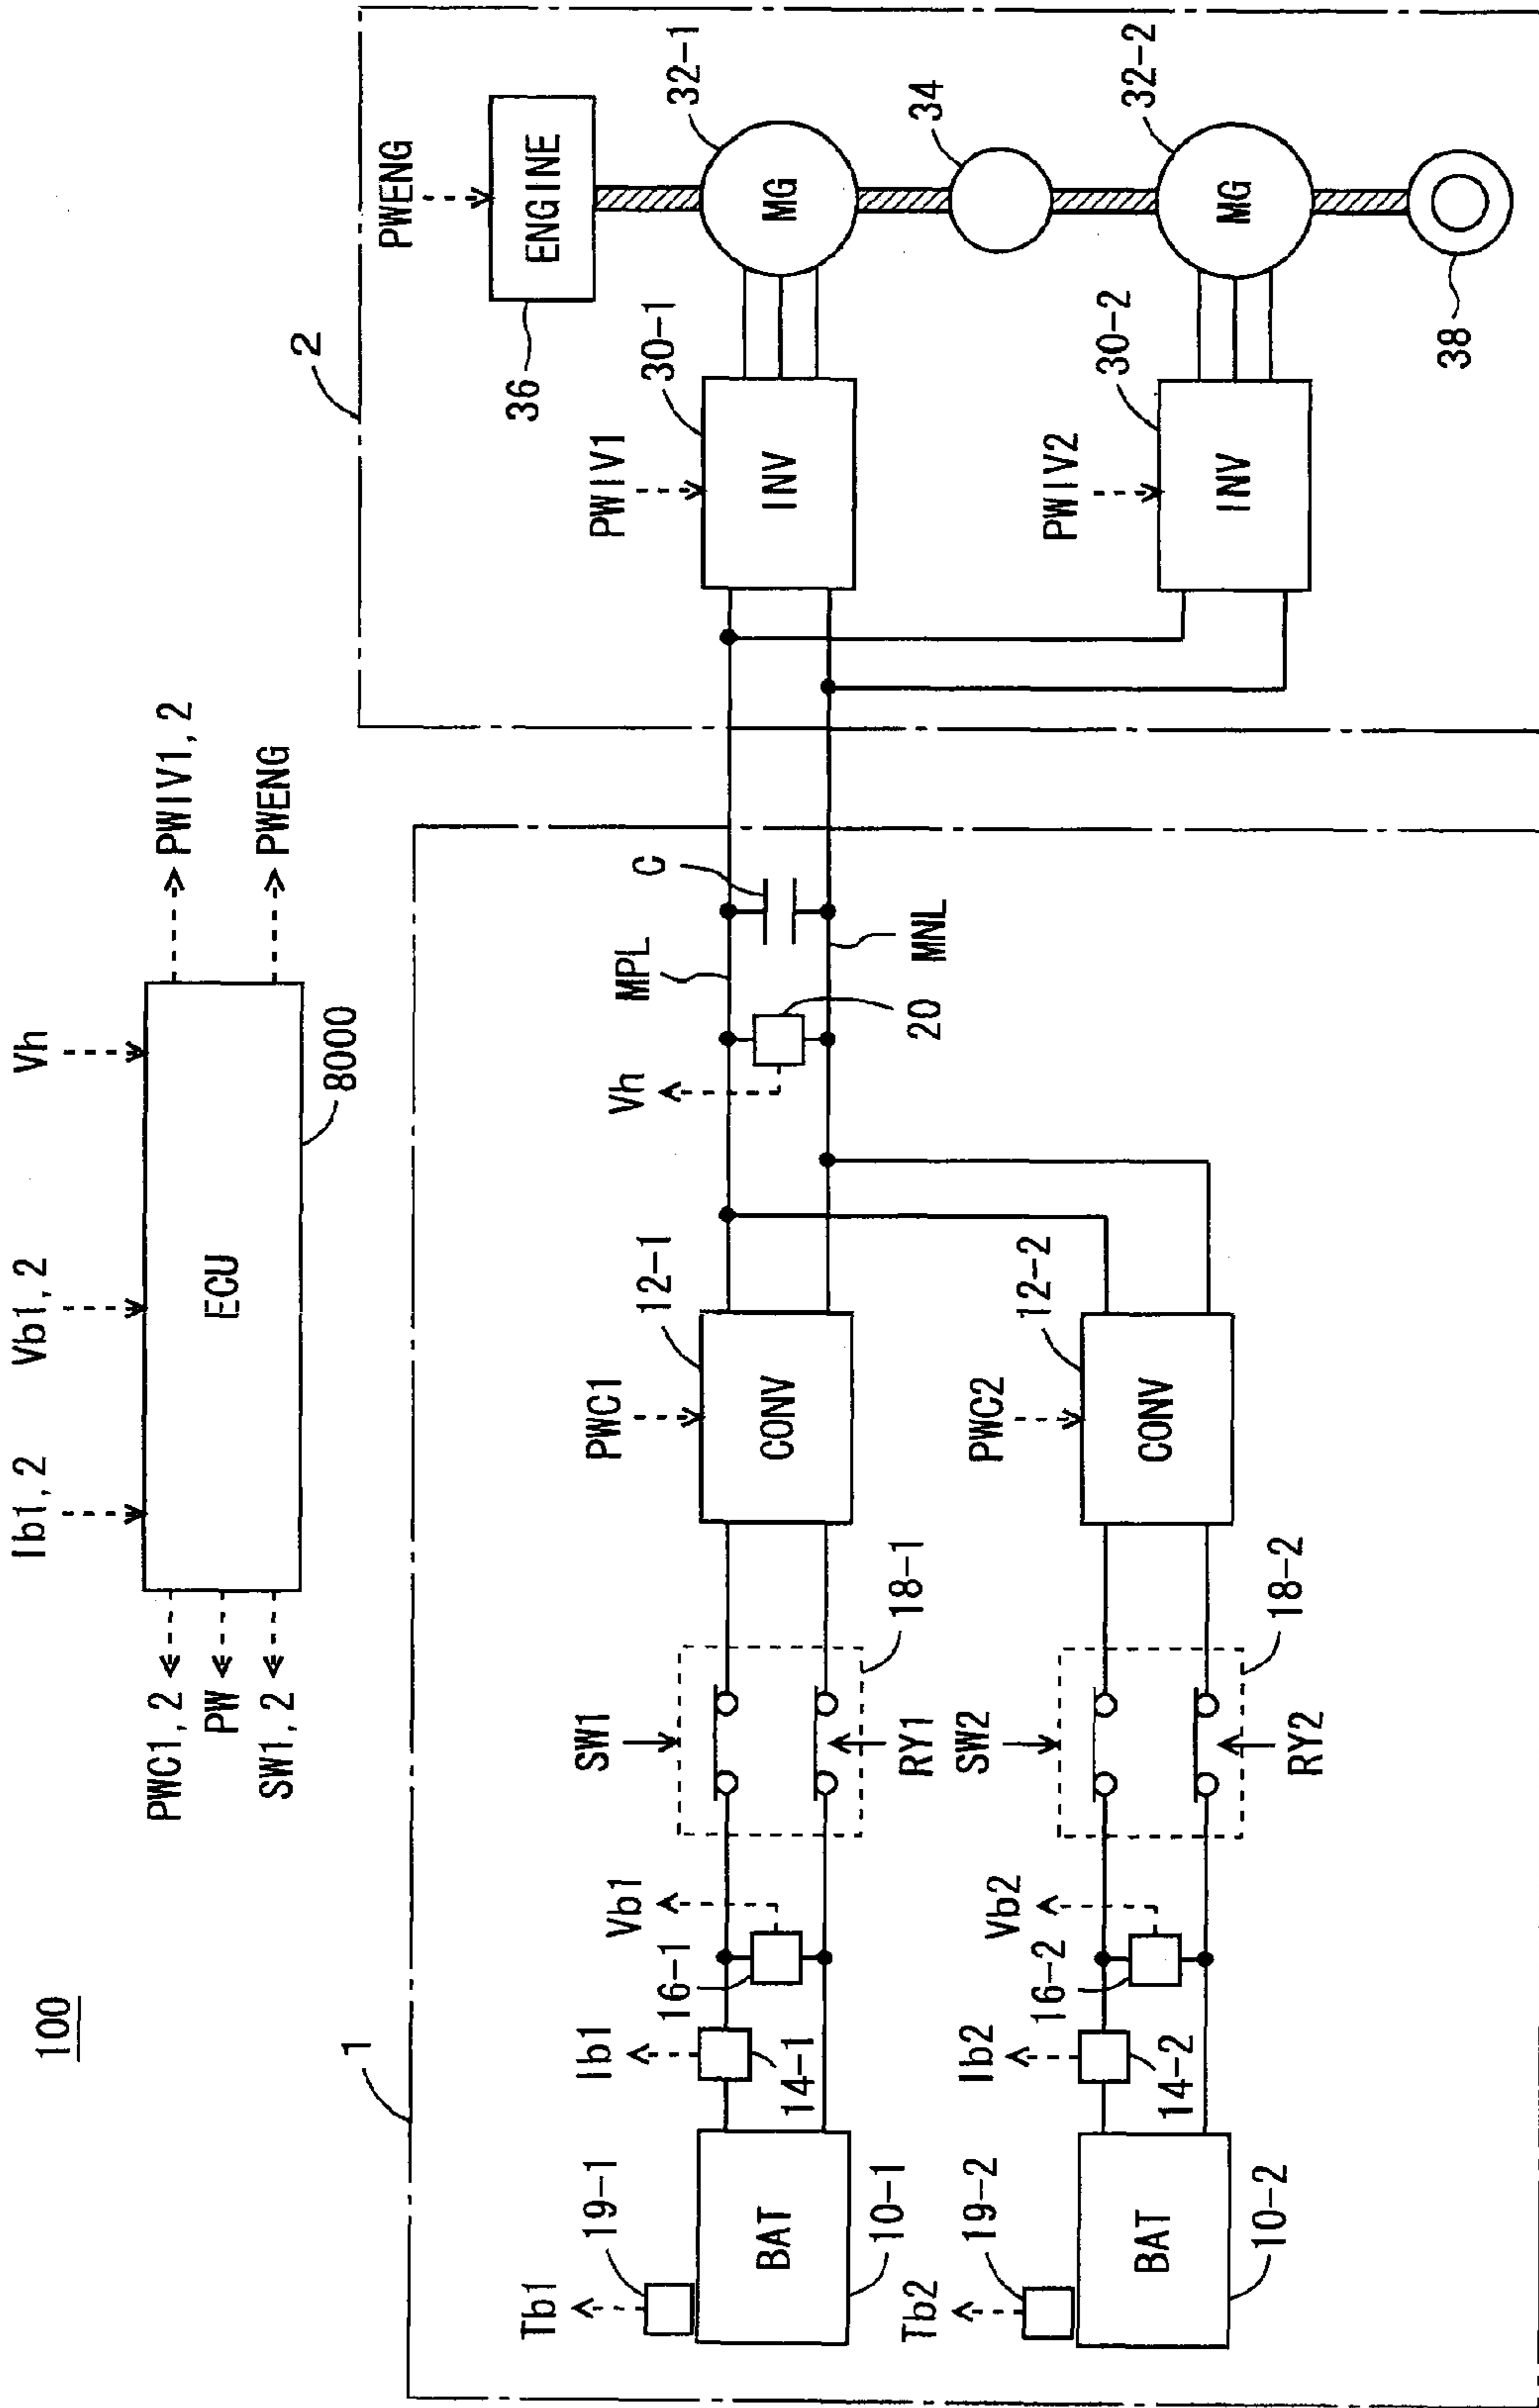 100
Ib1, 2
Vb1, 2
Vh
PWC1, 2
PW
SW1, 2
ECU
PWIV1, 2
PWENG
8000
1
2
Tb1
19-1
BAT
10-1
Ib1
14-1
Vb1
16-1
SW1
RY1
18-1
PWC1
CONV
12-1
Vh
20
MPL
MNL
C
PWIV1
INV
30-1
PWENG
ENGINE
36
MG
32-1
34
Tb2
19-2
BAT
10-2
Ib2
14-2
Vb2
16-2
SW2
RY2
18-2
PWC2
CONV
12-2
PWIV2
INV
30-2
MG
32-2
38